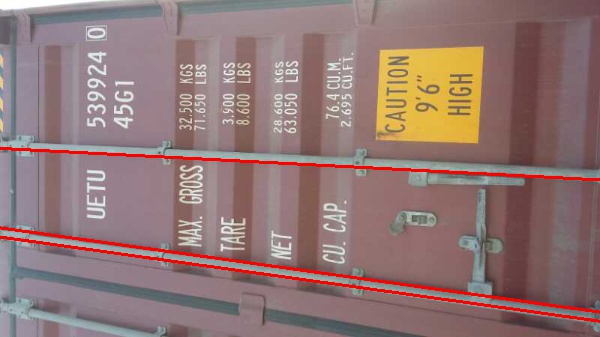 UETU 539924 0
45G1
MAX. GROSS 32.500 KGS
71.650 LBS
TARE 3.900 KGS
8.600 LBS
NET 28.600 KGS
63.050 LBS
CU. CAP. 76.4 CU.M.
2.695 CU.FT.
CAUTION
9'6"
HIGH